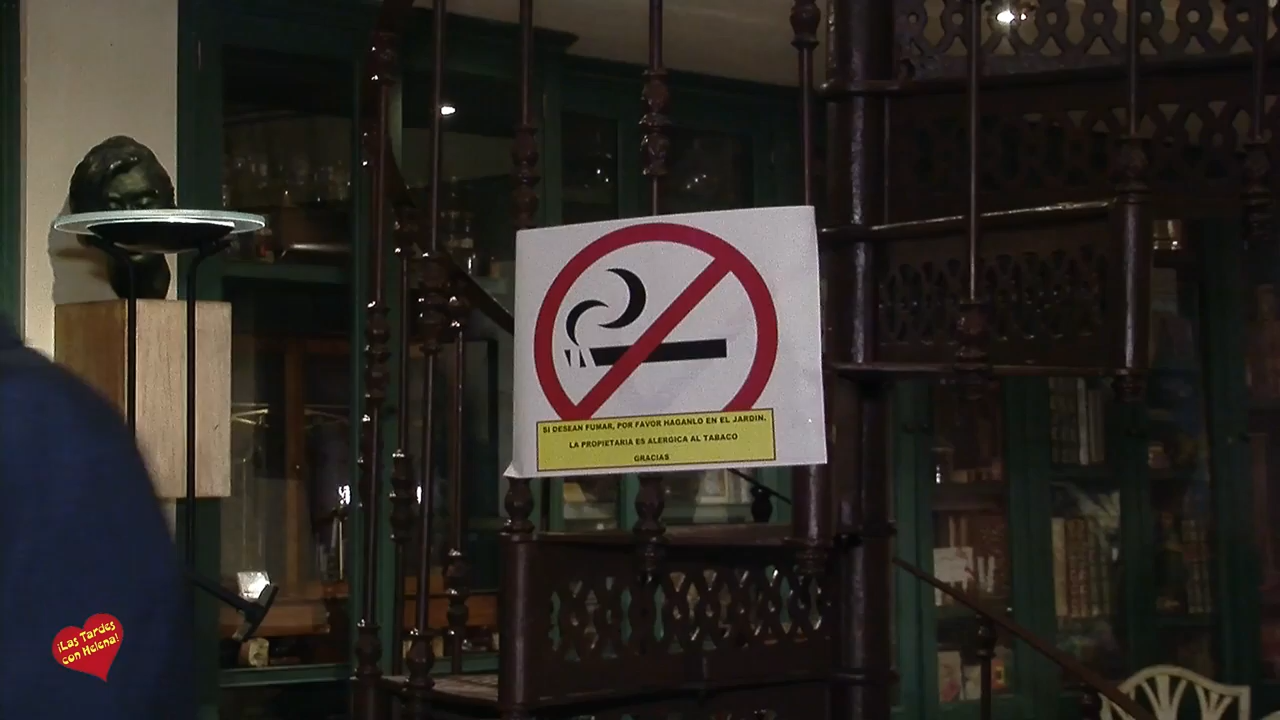 SI DESEAN FUMAR, POR FAVOR HAGANLO EN EL JARDIN.
LA PROPIETARIA ES ALERGICA AL TABACO
GRACIAS
¡Las Tardes
con Helena!